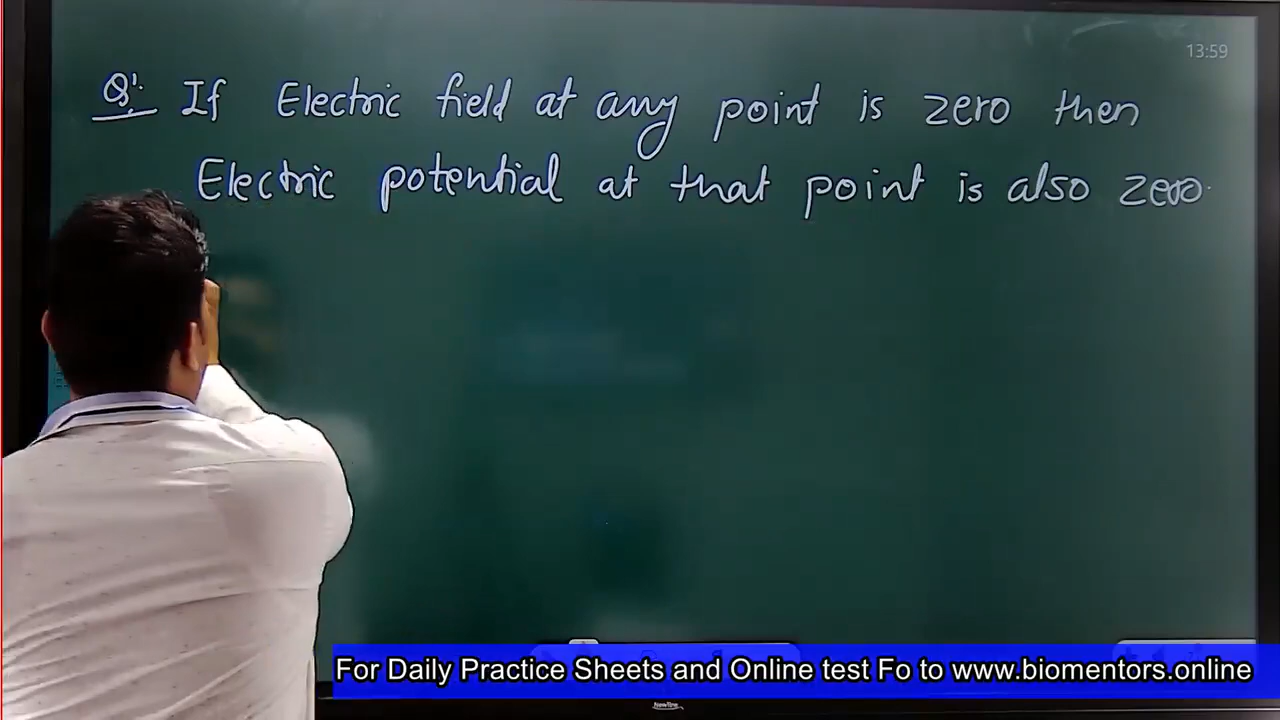 13:59
Q'. If Electric field at any point is zero then
Electric potential at that point is also zero.
For Daily Practice Sheets and Online test Fo to www.biomentors.online
Newline